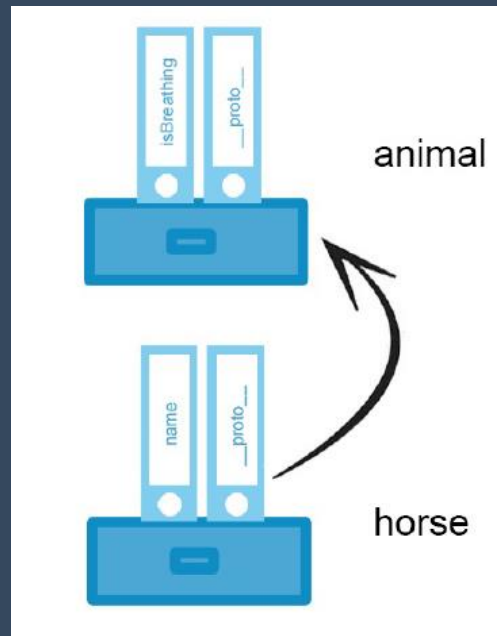 isBreathing
__proto__
animal
name
__proto__
horse